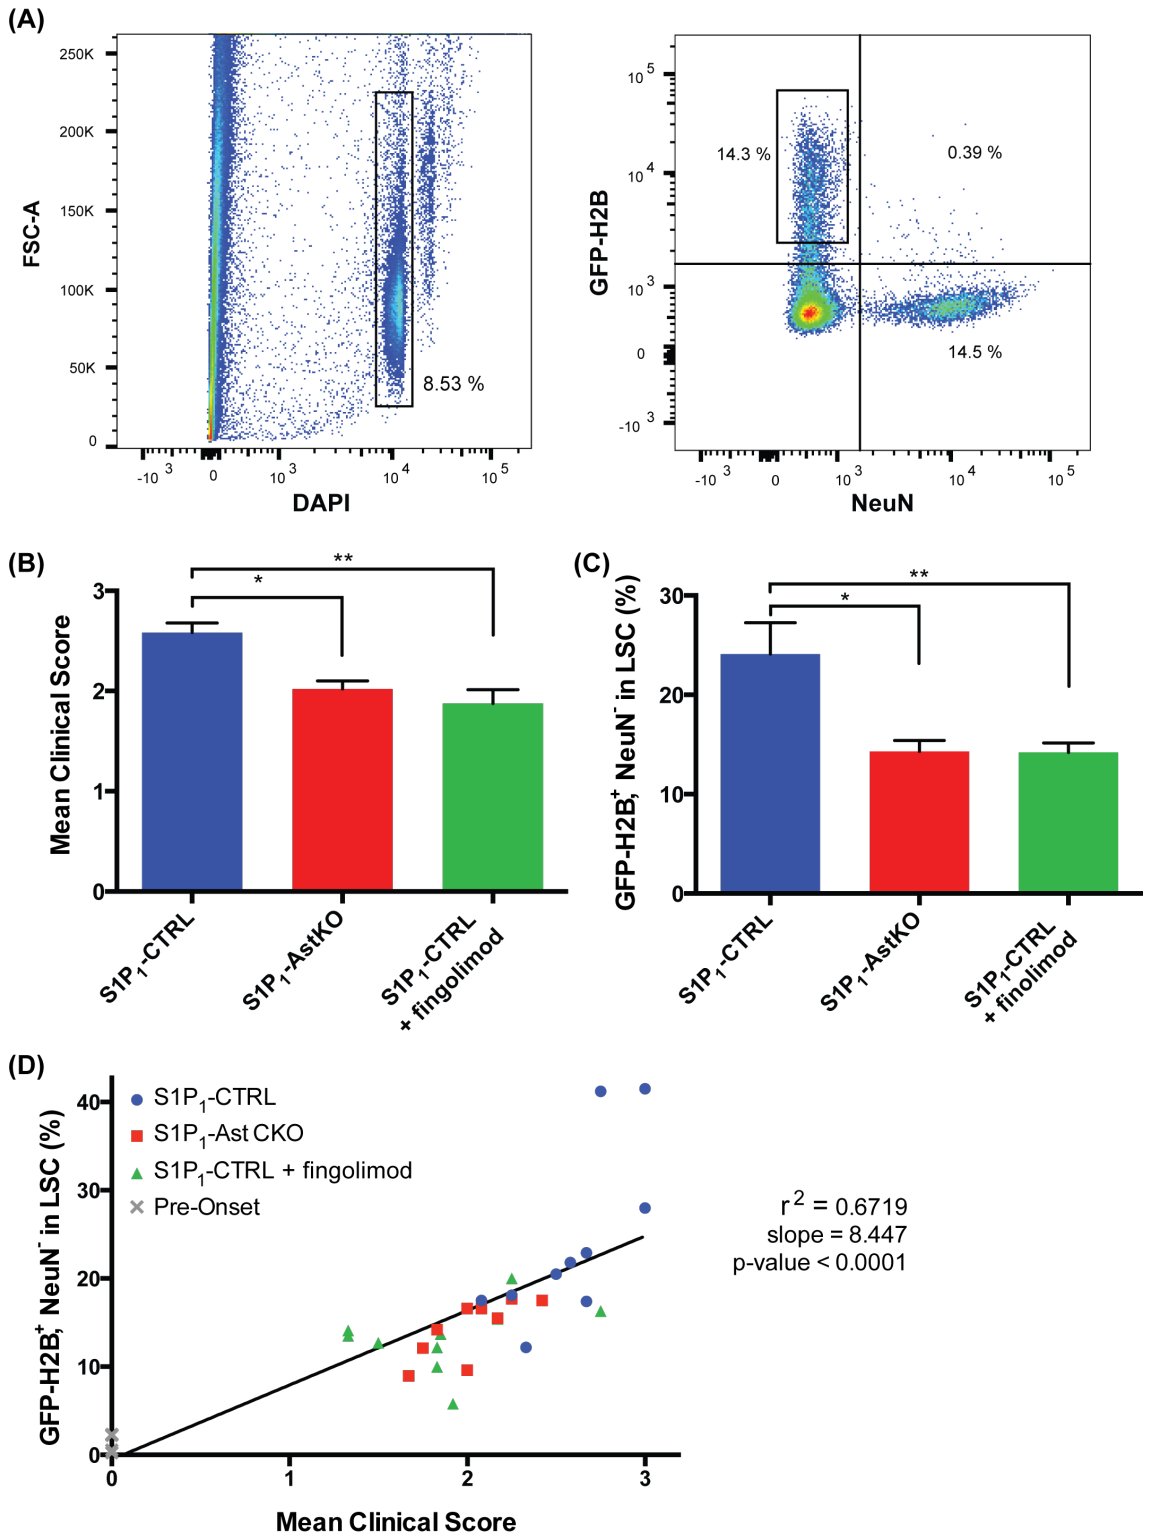 (A)
250K
200K
150K
100K
50K
0
FSC-A
8.53 %
-10 3
0
10 3
10 4
10 5
DAPI
10 5
10 4
10 3
0
-10 3
GFP-H2B
14.3 %
0.39 %
14.5 %
-10 3
0
10 3
10 4
10 5
NeuN
(B)
**
*
3
2
1
0
Mean Clinical Score
S1P1-CTRL
S1P1-AstKO
S1P1-CTRL
+ fingolimod
(C)
**
*
30
20
10
0
GFP-H2B+, NeuN- in LSC (%)
S1P1-CTRL
S1P1-AstKO
S1P1-CTRL
+ finolimod
(D)
S1P1-CTRL
S1P1-Ast CKO
S1P1-CTRL + fingolimod
Pre-Onset
40
30
20
10
0
GFP-H2B+, NeuN- in LSC (%)
r2 = 0.6719
slope = 8.447
p-value < 0.0001
0
1
2
3
Mean Clinical Score